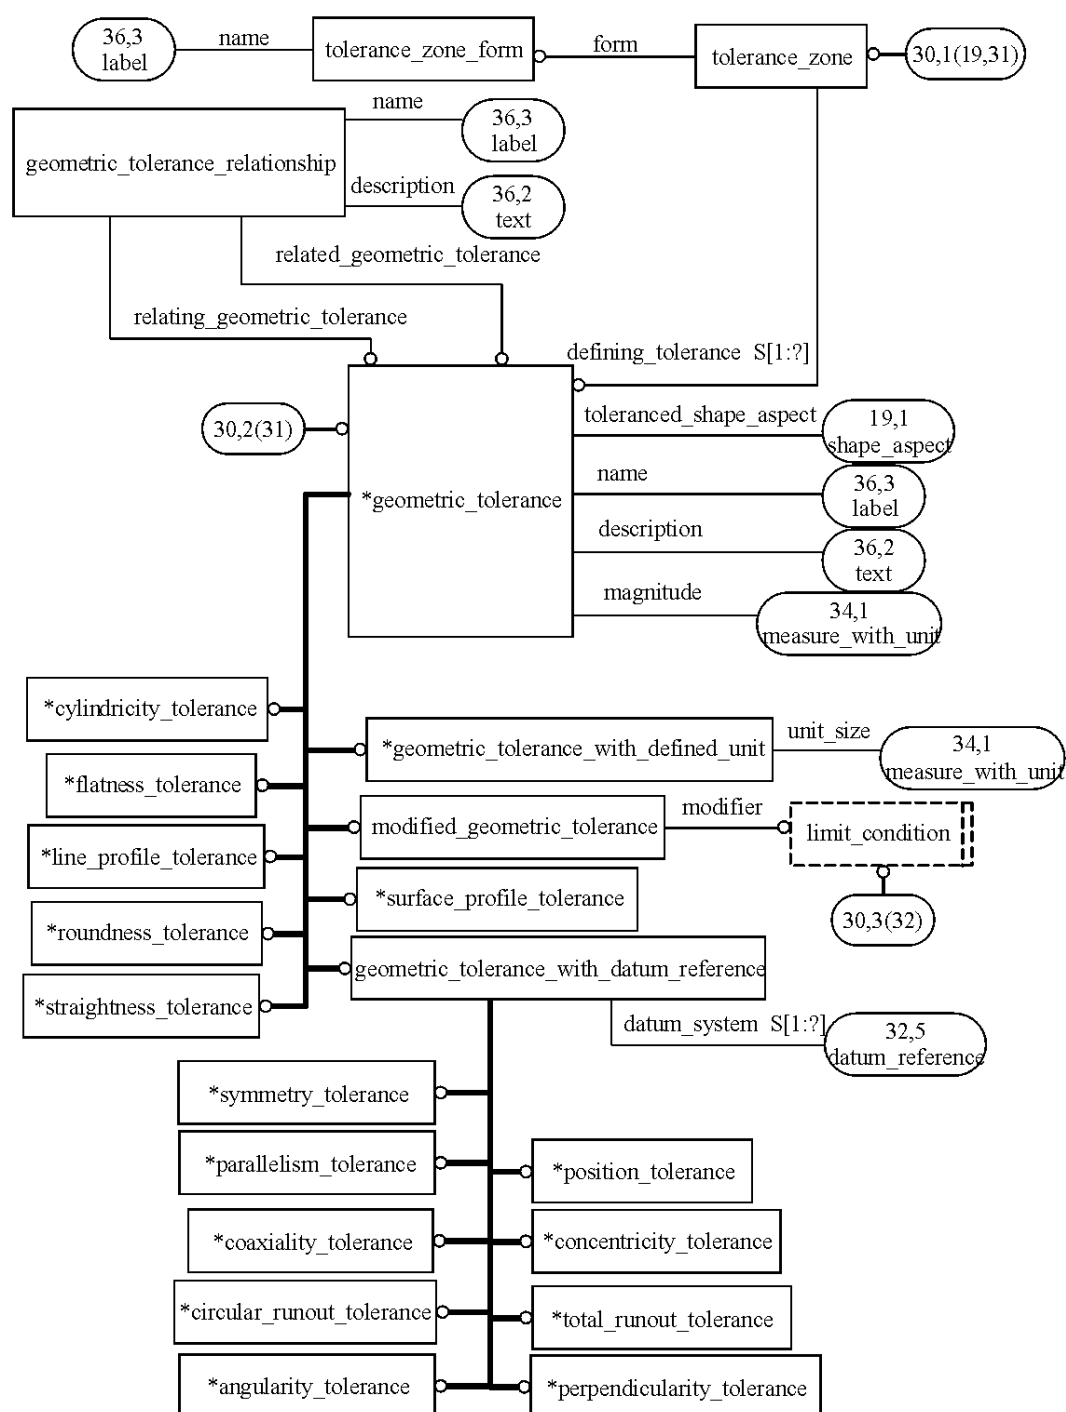 36,3
label
name
tolerance_zone_form
form
tolerance_zone
30,1(19,31)
geometric_tolerance_relationship
name
36,3
label
description
36,2
text
related_geometric_tolerance
relating_geometric_tolerance
defining_tolerance S[1:?]
30,2(31)
*geometric_tolerance
toleranced_shape_aspect
19,1
shape_aspect
name
36,3
label
description
36,2
text
magnitude
34,1
measure_with_unit
*cylindricity_tolerance
*geometric_tolerance_with_defined_unit
unit_size
34,1
measure_with_unit
*flatness_tolerance
modified_geometric_tolerance
modifier
limit_condition
*line_profile_tolerance
*surface_profile_tolerance
30,3(32)
*roundness_tolerance
geometric_tolerance_with_datum_reference
*straightness_tolerance
datum_system S[1:?]
32,5
datum_reference
*symmetry_tolerance
*parallelism_tolerance
*position_tolerance
*coaxiality_tolerance
*concentricity_tolerance
*circular_runout_tolerance
*total_runout_tolerance
*angularity_tolerance
*perpendicularity_tolerance